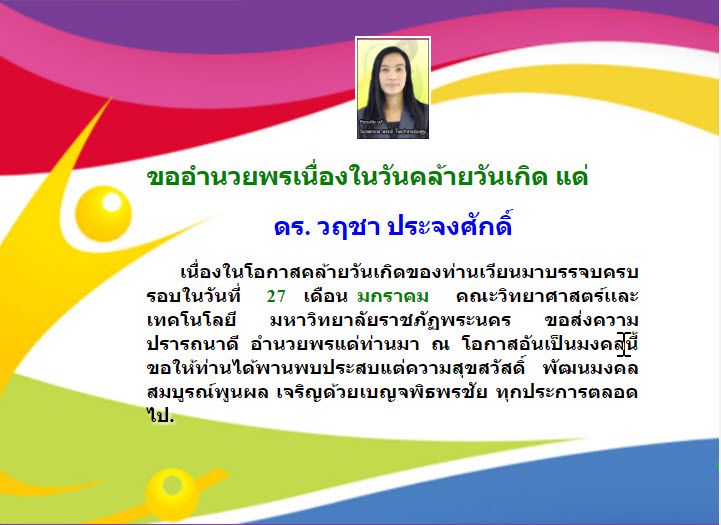 Faculty of
Science and Technology
ขออำนวยพรเนื่องในวันคล้ายวันเกิด แด่
ดร. วฤชา ประจงศักดิ์
เนื่องในโอกาสคล้ายวันเกิดของท่านเวียนมาบรรจบครบ
รอบในวันที่ 27 เดือน มกราคม คณะวิทยาศาสตร์และ
เทคโนโลยี มหาวิทยาลัยราชภัฏพระนคร ขอส่งความ
ปรารถนาดี อำนวยพรแด่ท่านมา ณ โอกาสอันเป็นมงคลนี้
ขอให้ท่านได้พานพบประสบแต่ความสุขสวัสดิ์ พัฒนมงคล
สมบูรณ์พูนผล เจริญด้วยเบญจพิธพรชัย ทุกประการตลอด
ไป.